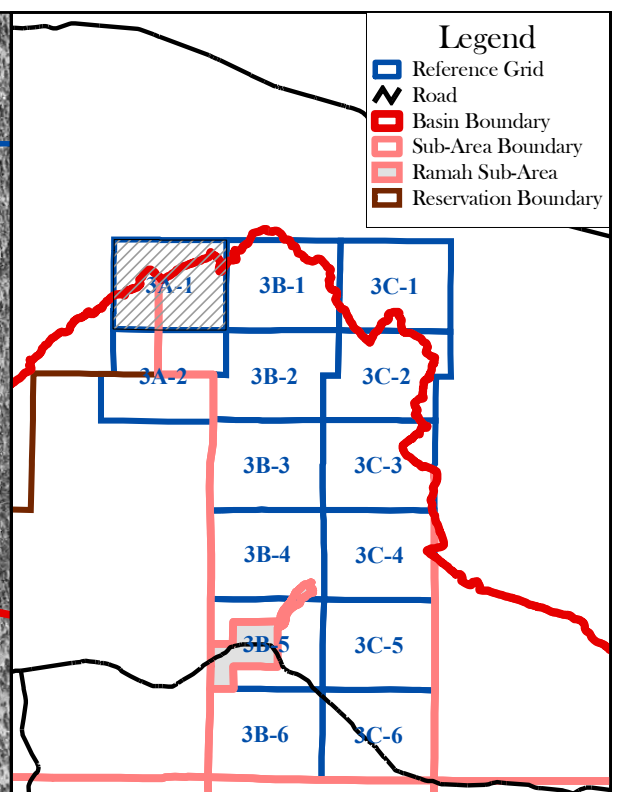 Legend
Reference Grid
Road
Basin Boundary
Sub-Area Boundary
Ramah Sub-Area
Reservation Boundary
3A-1
3B-1
3C-1
3A-2
3B-2
3C-2
3B-3
3C-3
3B-4
3C-4
3B-5
3C-5
3B-6
3C-6